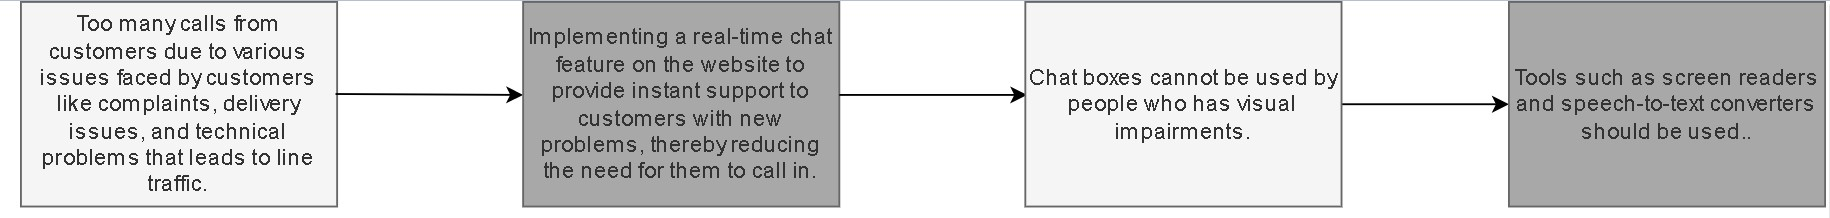 Too many calls from
customers due to various
issues faced by customers
like complaints, delivery
issues, and technical
problems that leads to line
traffic.
Implementing a real-time chat
feature on the website to
provide instant support to
customers with new
problems, thereby reducing
the need for them to call in.
Chat boxes cannot be used by
people who has visual
impairments.
Tools such as screen readers
and speech-to-text converters
should be used..